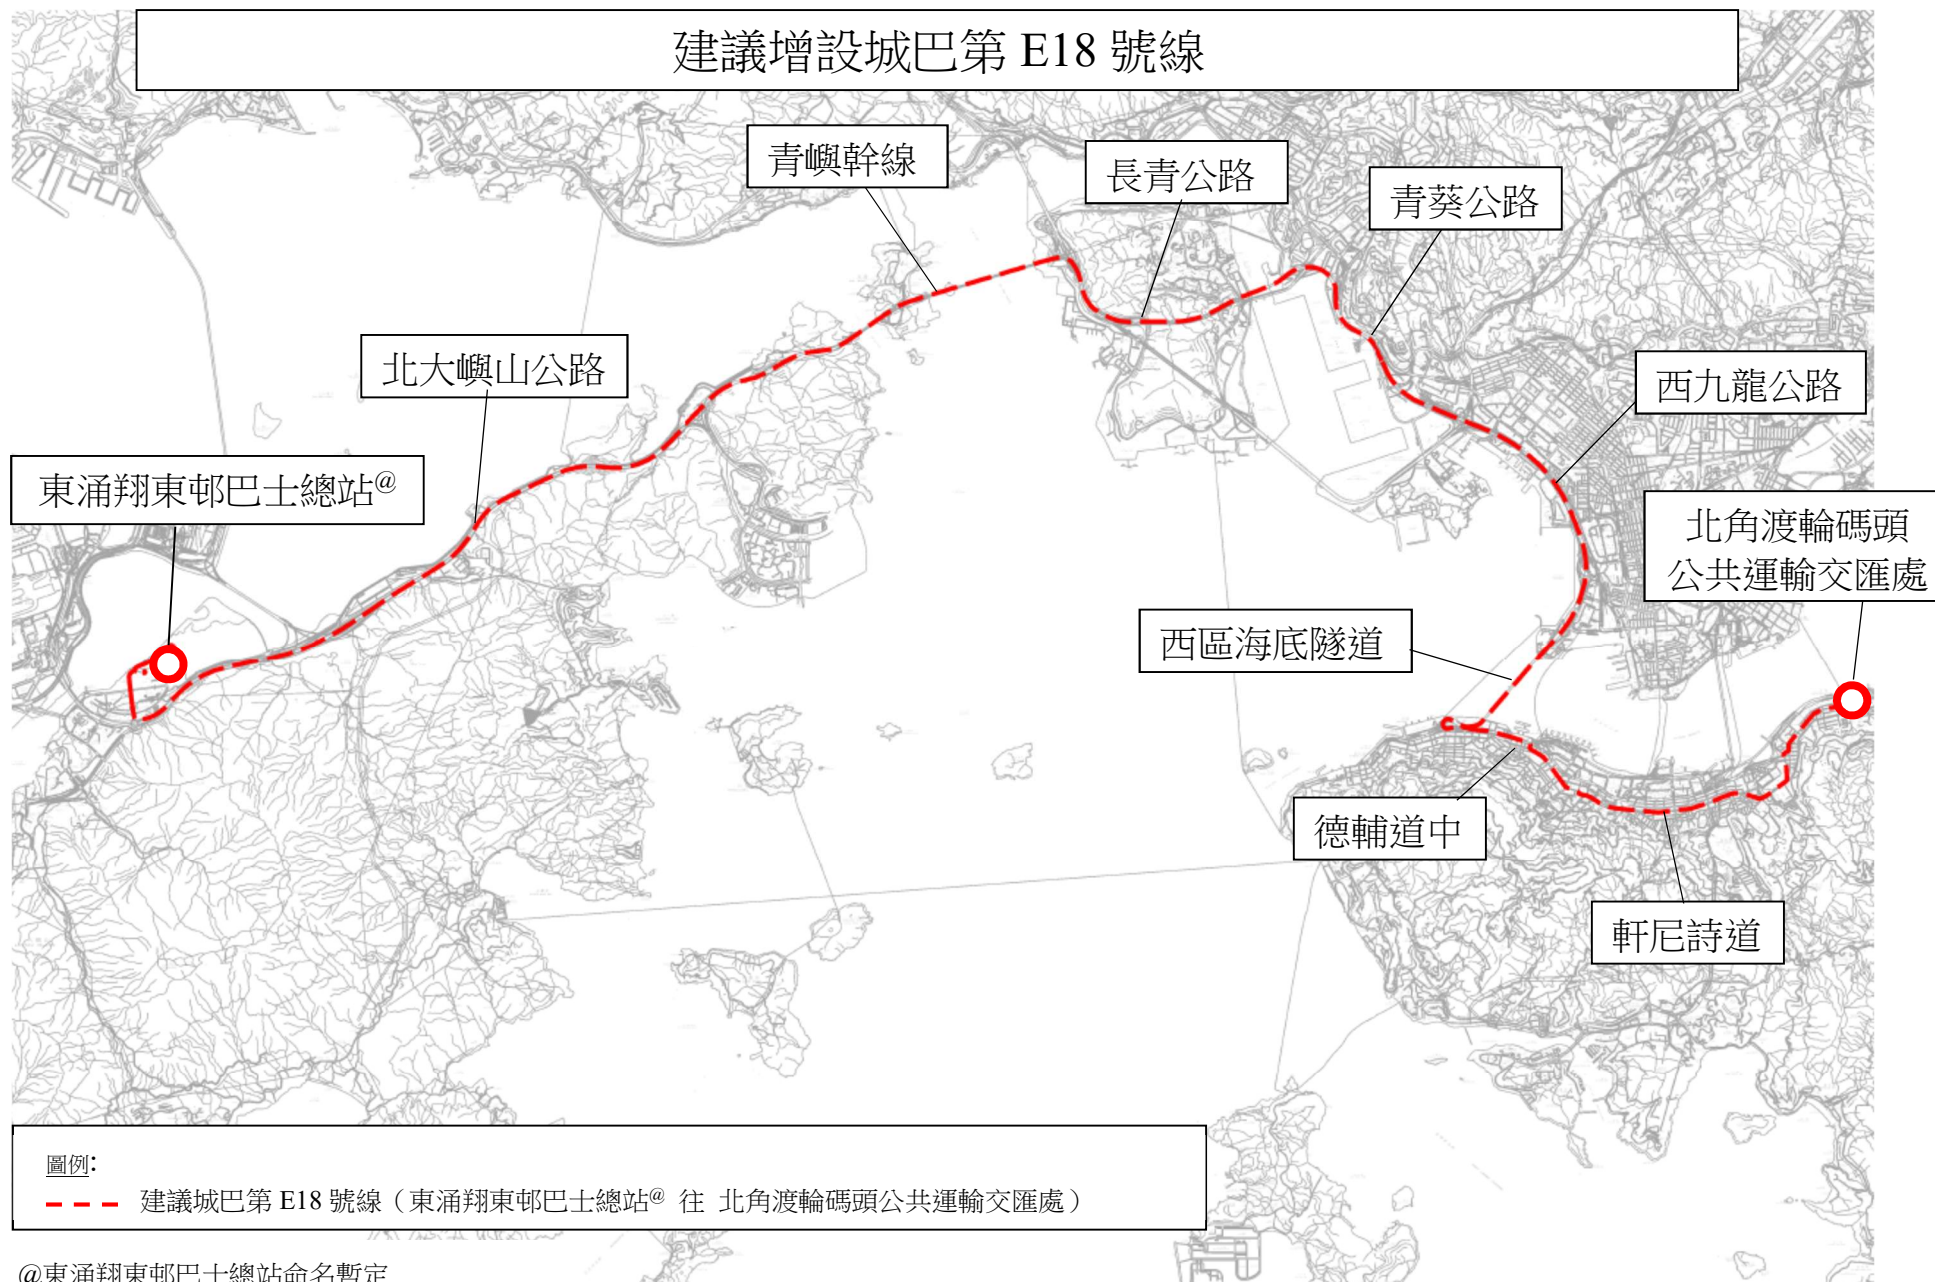 建議增設城巴第 E18 號線
青嶼幹線
長青公路
青葵公路
北大嶼山公路
西九龍公路
東涌翔東邨巴士總站@
北角渡輪碼頭
公共運輸交匯處
西區海底隧道
德輔道中
軒尼詩道
圖例:
建議城巴第 E18 號線（東涌翔東邨巴士總站@ 往 北角渡輪碼頭公共運輸交匯處）
@東涌翔東邨巴士總站命名暫定